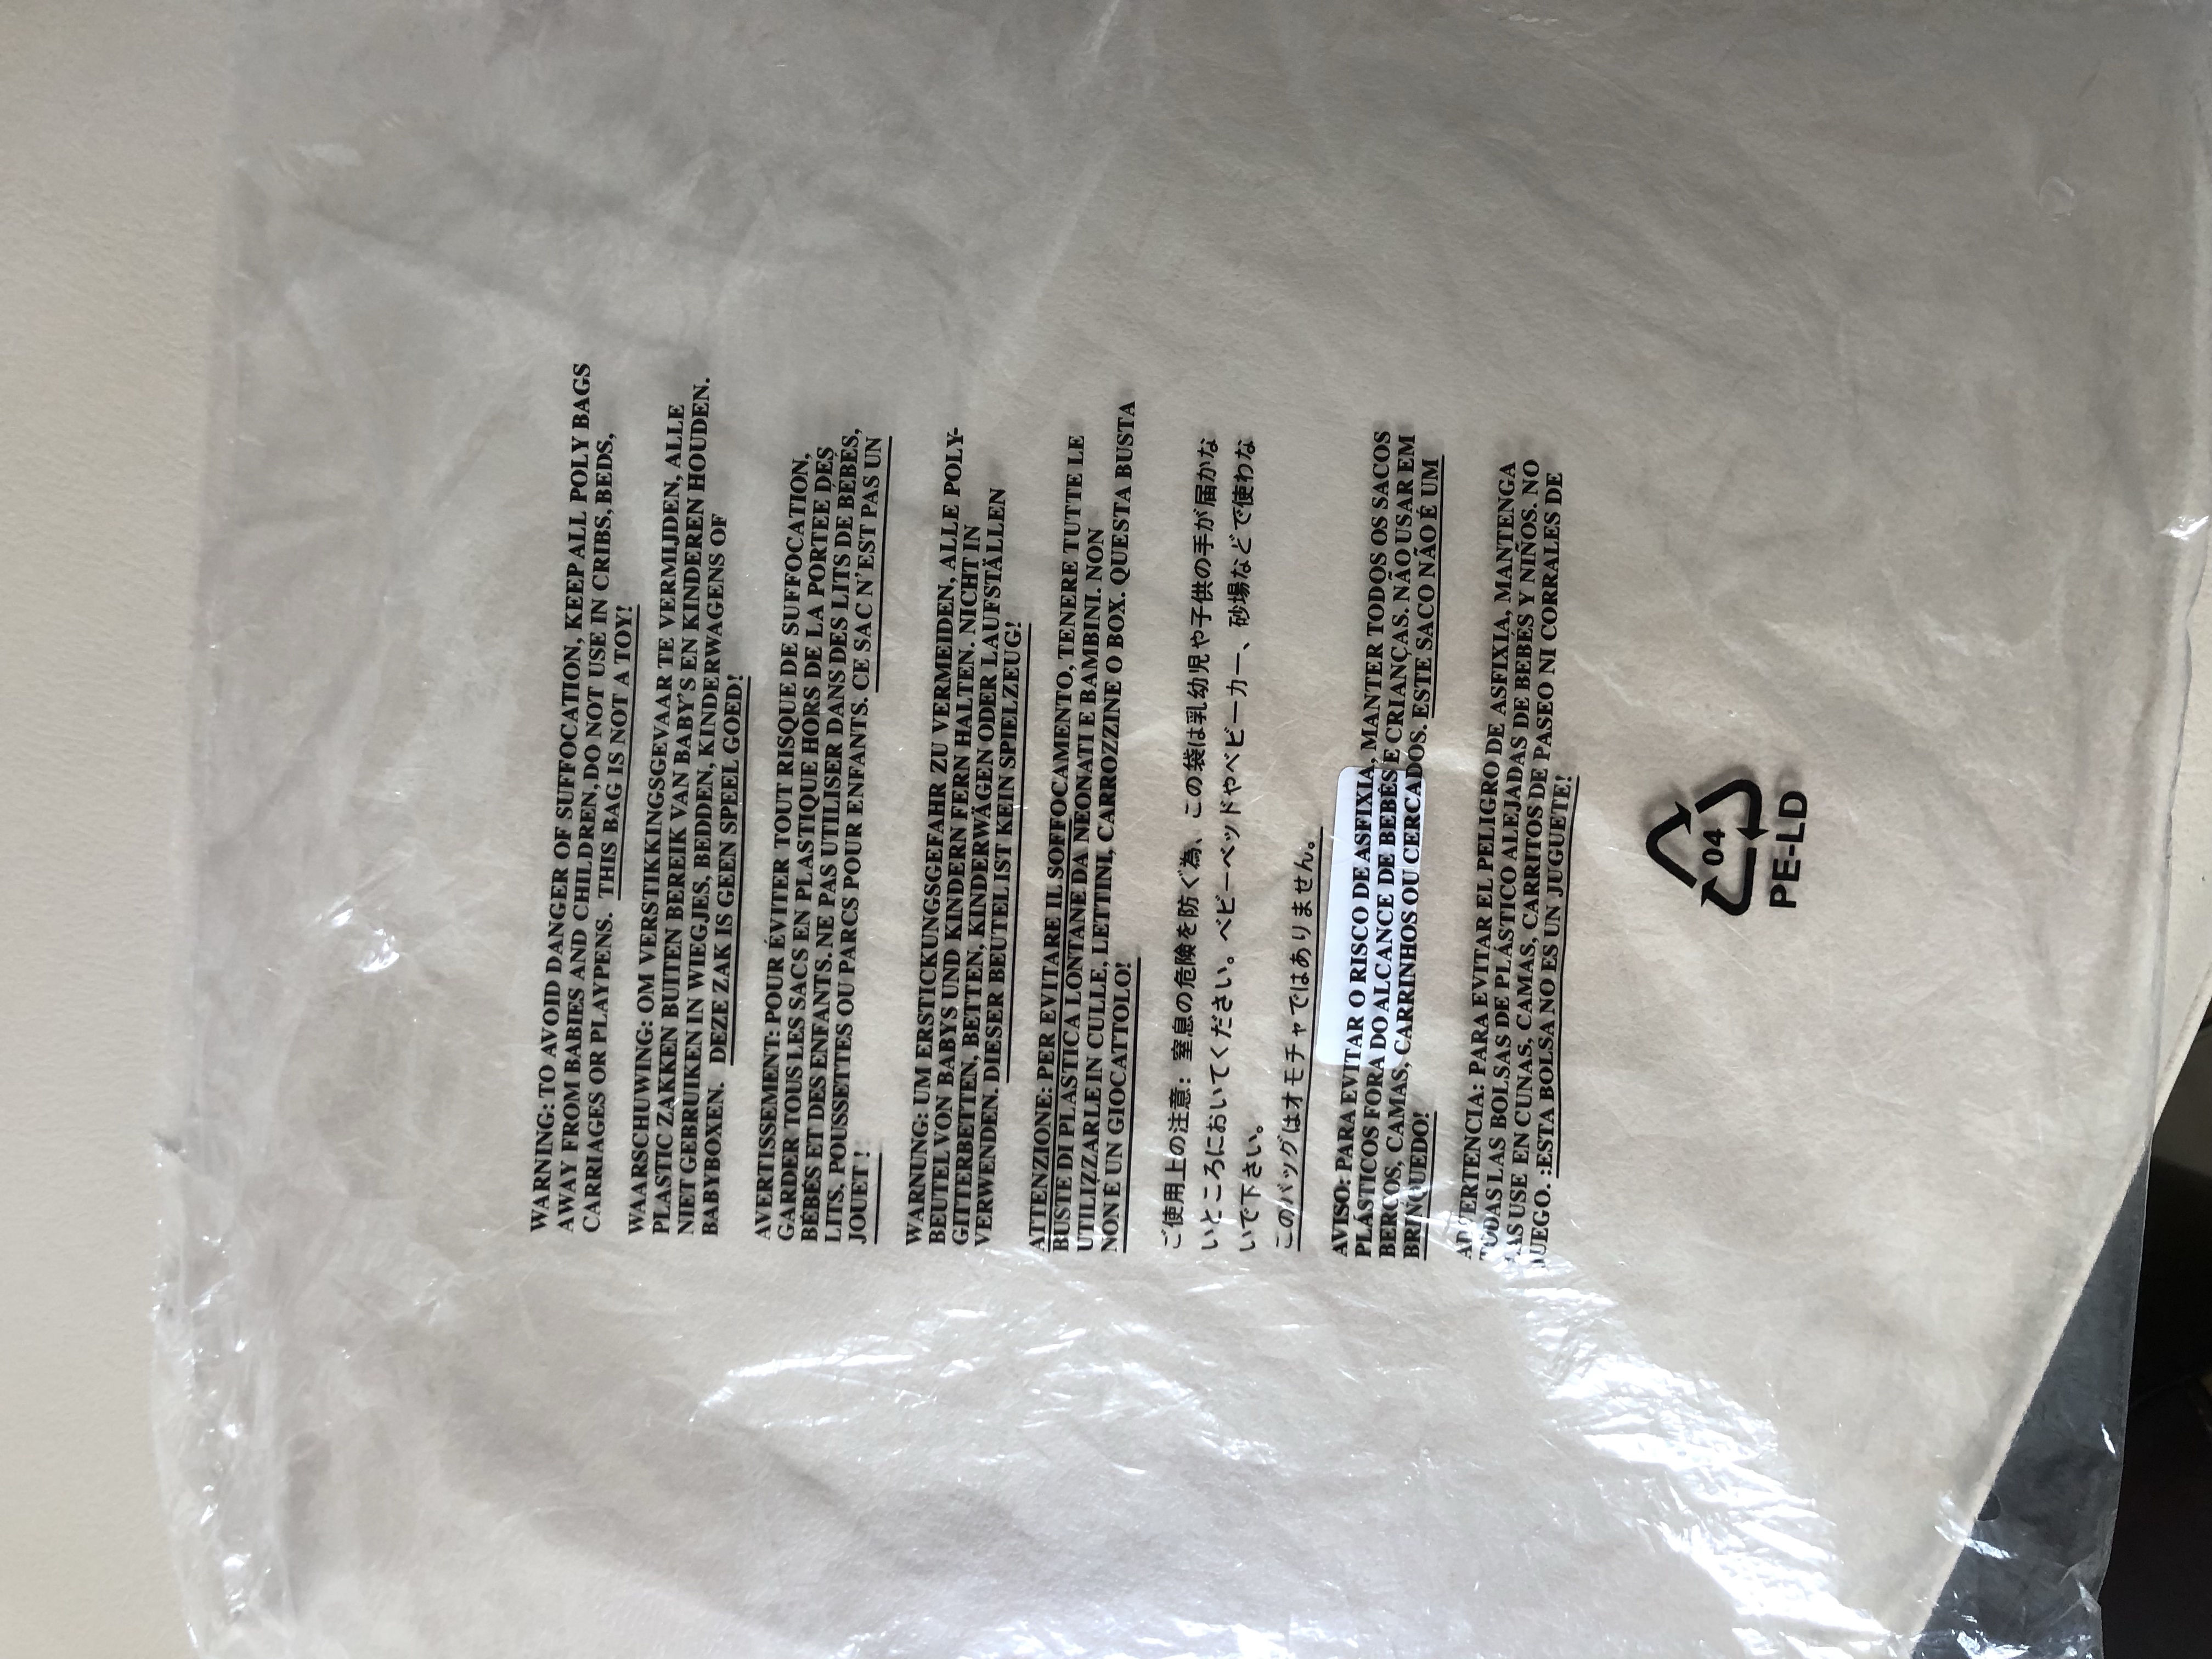 WARNING: TO AVOID DANGER OF SUFFOCATION, KEEP ALL POLY BAGS
AWAY FROM BABIES AND CHILDREN, DO NOT USE IN CRIBS, BEDS,
CARRIAGES OR PLAYPENS. THIS BAG IS NOT A TOY!
WAARSCHUWING: OM VERSTIKKINGSGEVAAR TE VERMIJDEN, ALLE
PLASTIC ZAKKEN BUITEN BEREIK VAN BABY'S EN KINDEREN HOUDEN.
NIET GEBRUIKEN IN WIEGJES, BEDDEN, KINDERWAGENS OF
BABYBOXEN. DEZE ZAK IS GEEN SPEEL GOED!
AVERTISSEMENT: POUR ÉVITER TOUT RISQUE DE SUFFOCATION,
GARDER TOUS LES SACS EN PLASTIQUE HORS DE LA PORTEE DES
BÉBÉS ET DES ENFANTS. NE PAS UTILISER DANS DES LITS DE BÉBÉS,
LITS, POUSSETTES OU PARCS POUR ENFANTS. CE SAC N'EST PAS UN
JOUET !
WARNUNG: UM ERSTICKUNGSGEFAHR ZU VERMEIDEN, ALLE POLY-
BEUTEL VON BABYS UND KINDERN FERN HALTEN. NICHT IN
GITTERBETTEN, BETTEN, KINDERWÄGEN ODER LAUFSTÄLLEN
VERWENDEN. DIESER BEUTEL IST KEIN SPIELZEUG!
ATTENZIONE: PER EVITARE IL SOFFOCAMENTO, TENERE TUTTE LE
BUSTE DI PLASTICA LONTANE DA NEONATI E BAMBINI. NON
UTILIZZARLE IN CULLE, LETTINI, CARROZZINE O BOX. QUESTA BUSTA
NON È UN GIOCATTOLO!
ご使用上の注意: 窒息の危険を防ぐ為、この袋は乳幼児や子供の手が届かな
いところにおいてください。ベビーベッドやベビーカー、砂場などで使わな
いで下さい。
このバッグはオモチャではありません。
AVISO: PARA EVITAR O RISCO DE ASFIXIA, MANTER TODOS OS SACOS
PLÁSTICOS FORA DO ALCANCE DE BEBÉS E CRIANÇAS. NÃO USAR EM
BERÇOS, CAMAS, CARRINHOS OU CERCADOS. ESTE SACO NÃO É UM
BRINQUEDO!
ADVERTENCIA: PARA EVITAR EL PELIGRO DE ASFIXIA, MANTENGA
TODAS LAS BOLSAS DE PLÁSTICO ALEJADAS DE BEBÉS Y NIÑOS. NO
LAS USE EN CUNAS, CAMAS, CARRITOS DE PASEO NI CORRALES DE
JUEGO. :ESTA BOLSA NO ES UN JUGUETE!
04
PE-LD